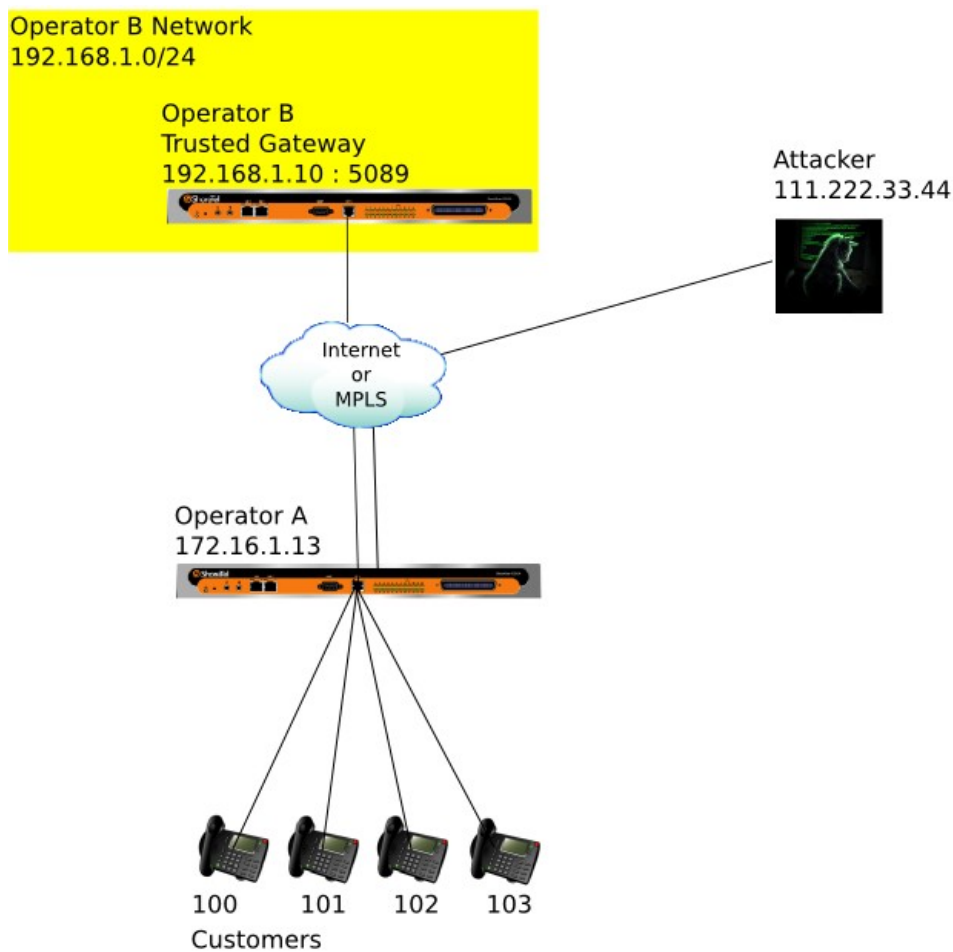 Operator B Network
192.168.1.0/24
Operator B
Trusted Gateway
192.168.1.10 : 5089
Attacker
111.222.33.44
Internet
or
MPLS
Operator A
172.16.1.13
ShoreTel
100
101
102
103
Customers